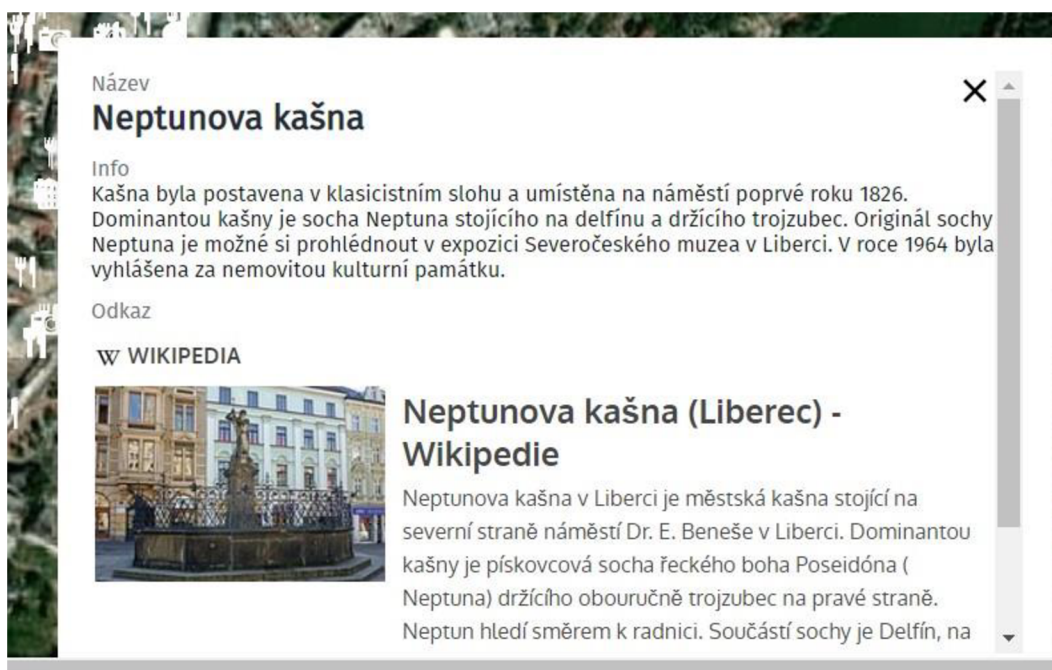 Název
Neptunova kašna
Info
Kašna byla postavena v klasicistním slohu a umístěna na náměstí poprvé roku 1826.
Dominantou kašny je socha Neptuna stojícího na delfínu a držícího trojzubec. Originál sochy
Neptuna je možné si prohlédnout v expozici Severočeského muzea v Liberci. V roce 1964 byla
vyhlášena za nemovitou kulturní památku.
Odkaz
W WIKIPEDIA
Neptunova kašna (Liberec) -
Wikipedie
Neptunova kašna v Liberci je městská kašna stojící na
severní straně náměstí Dr. E. Beneše v Liberci. Dominantou
kašny je pískovcová socha řeckého boha Poseidóna (
Neptuna) držícího obouručně trojzubec na pravé straně.
Neptun hledí směrem k radnici. Součástí sochy je Delfín, na